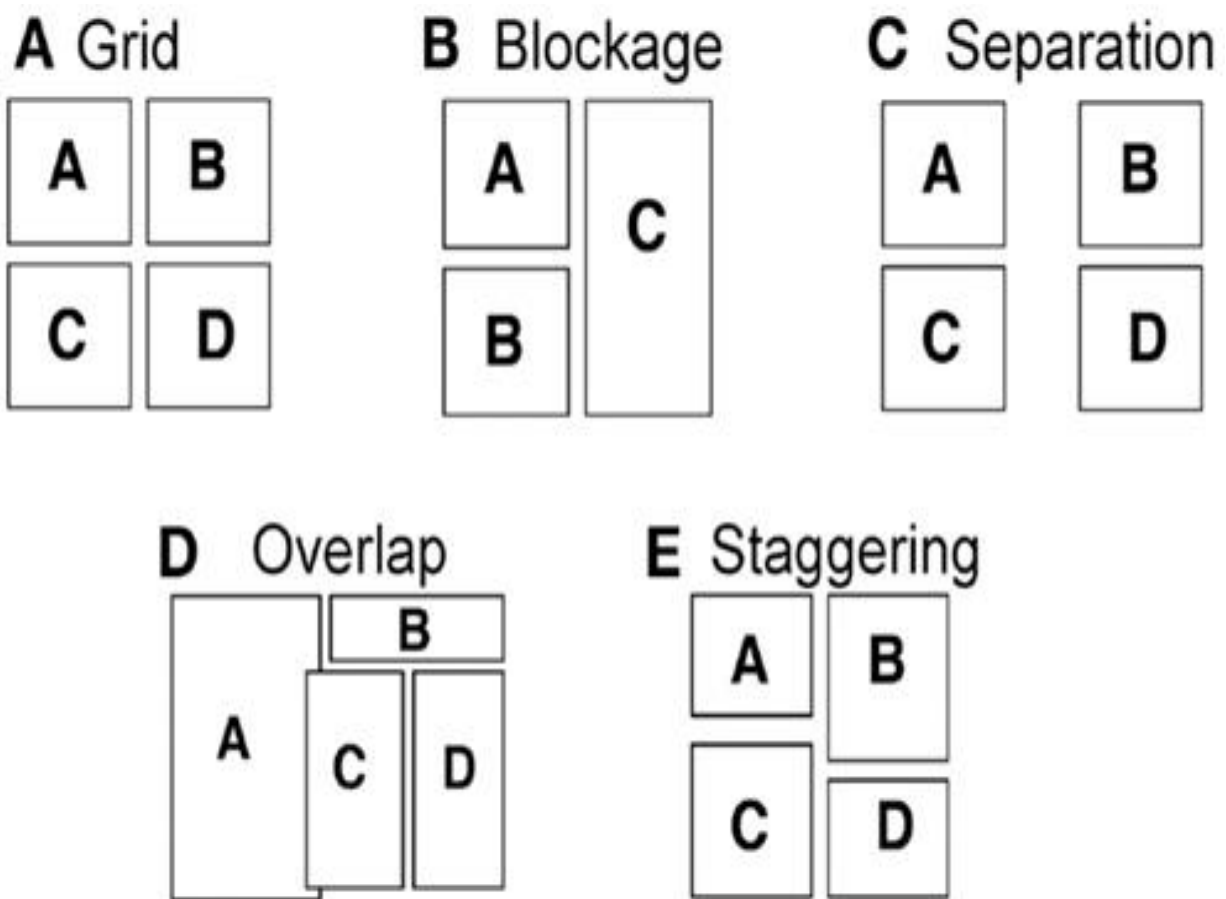 A Grid
A B
C D
B Blockage
A
C
B
C Separation
A B
C D
D Overlap
B
A C D
E Staggering
A B
C D